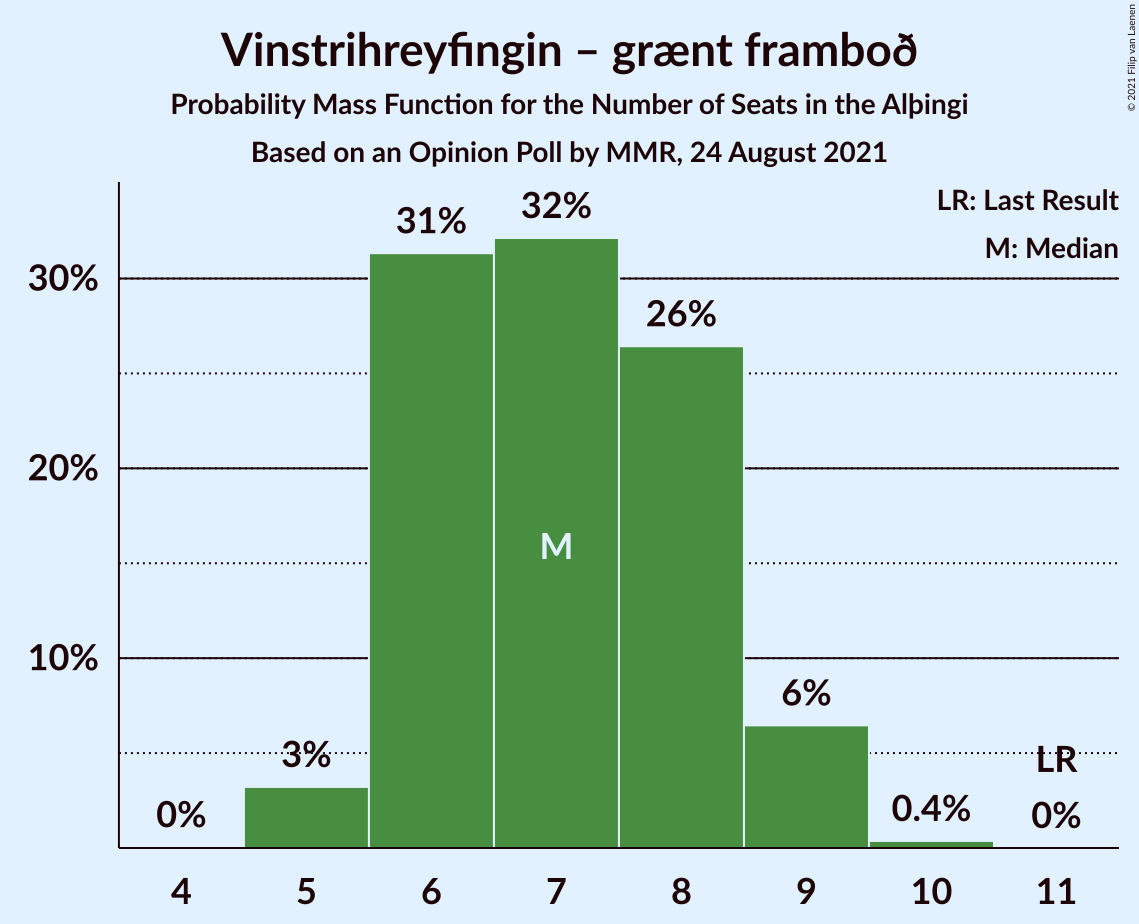 Vinstrihreyfingin – grænt framboð
Probability Mass Function for the Number of Seats in the Alþingi
Based on an Opinion Poll by MMR, 24 August 2021
© 2021 Filip van Laenen
LR: Last Result
M: Median
30%
20%
10%
0%
3%
31%
32%
26%
6%
0.4%
0%
LR
M
4
5
6
7
8
9
10
11